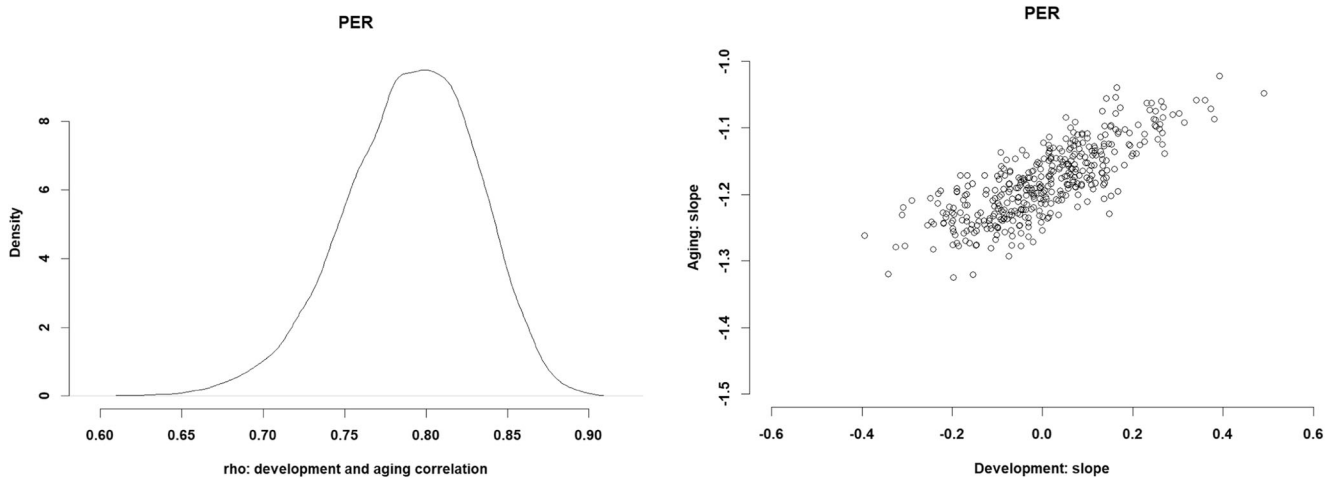 PER
Density
0
2
4
6
8
0.60 0.65 0.70 0.75 0.80 0.85 0.90
rho: development and aging correlation
PER
Aging: slope
-1.5
-1.4
-1.3
-1.2
-1.1
-1.0
-0.6 -0.4 -0.2 0.0 0.2 0.4 0.6
Development: slope